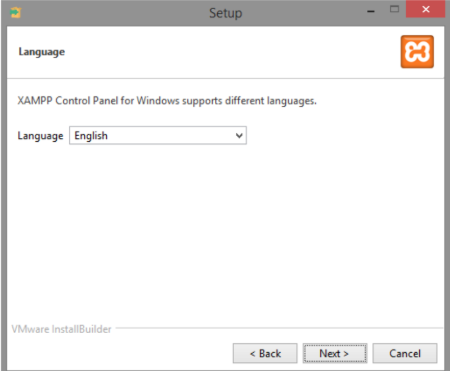 Setup
Language
XAMPP Control Panel for Windows supports different languages.
Language English
VMware InstallBuilder
< Back Next > Cancel